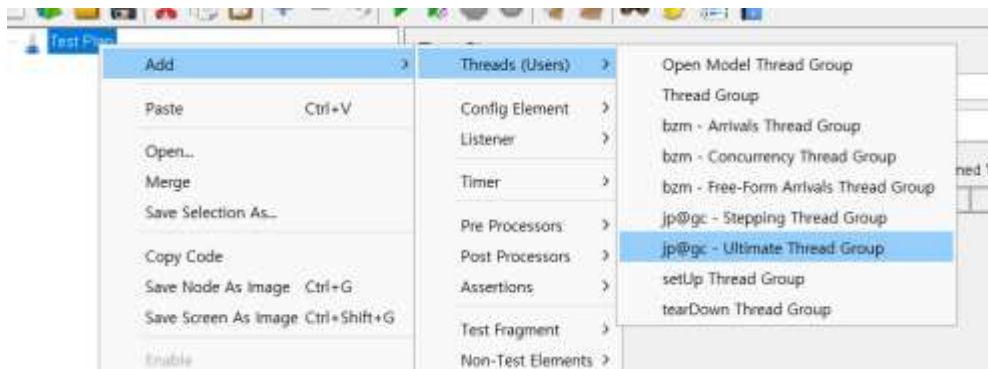 Test Plan
Add
Paste Ctrl+V
Open...
Merge
Save Selection As...
Copy Code
Save Node As Image Ctrl+G
Save Screen As Image Ctrl+Shift+G
Enable
Threads (Users)
Config Element
Listener
Timer
Pre Processors
Post Processors
Assertions
Test Fragment
Non-Test Elements
Open Model Thread Group
Thread Group
bzm - Arrivals Thread Group
bzm - Concurrency Thread Group
bzm - Free-Form Arrivals Thread Group
jp@gc - Stepping Thread Group
jp@gc - Ultimate Thread Group
setUp Thread Group
tearDown Thread Group